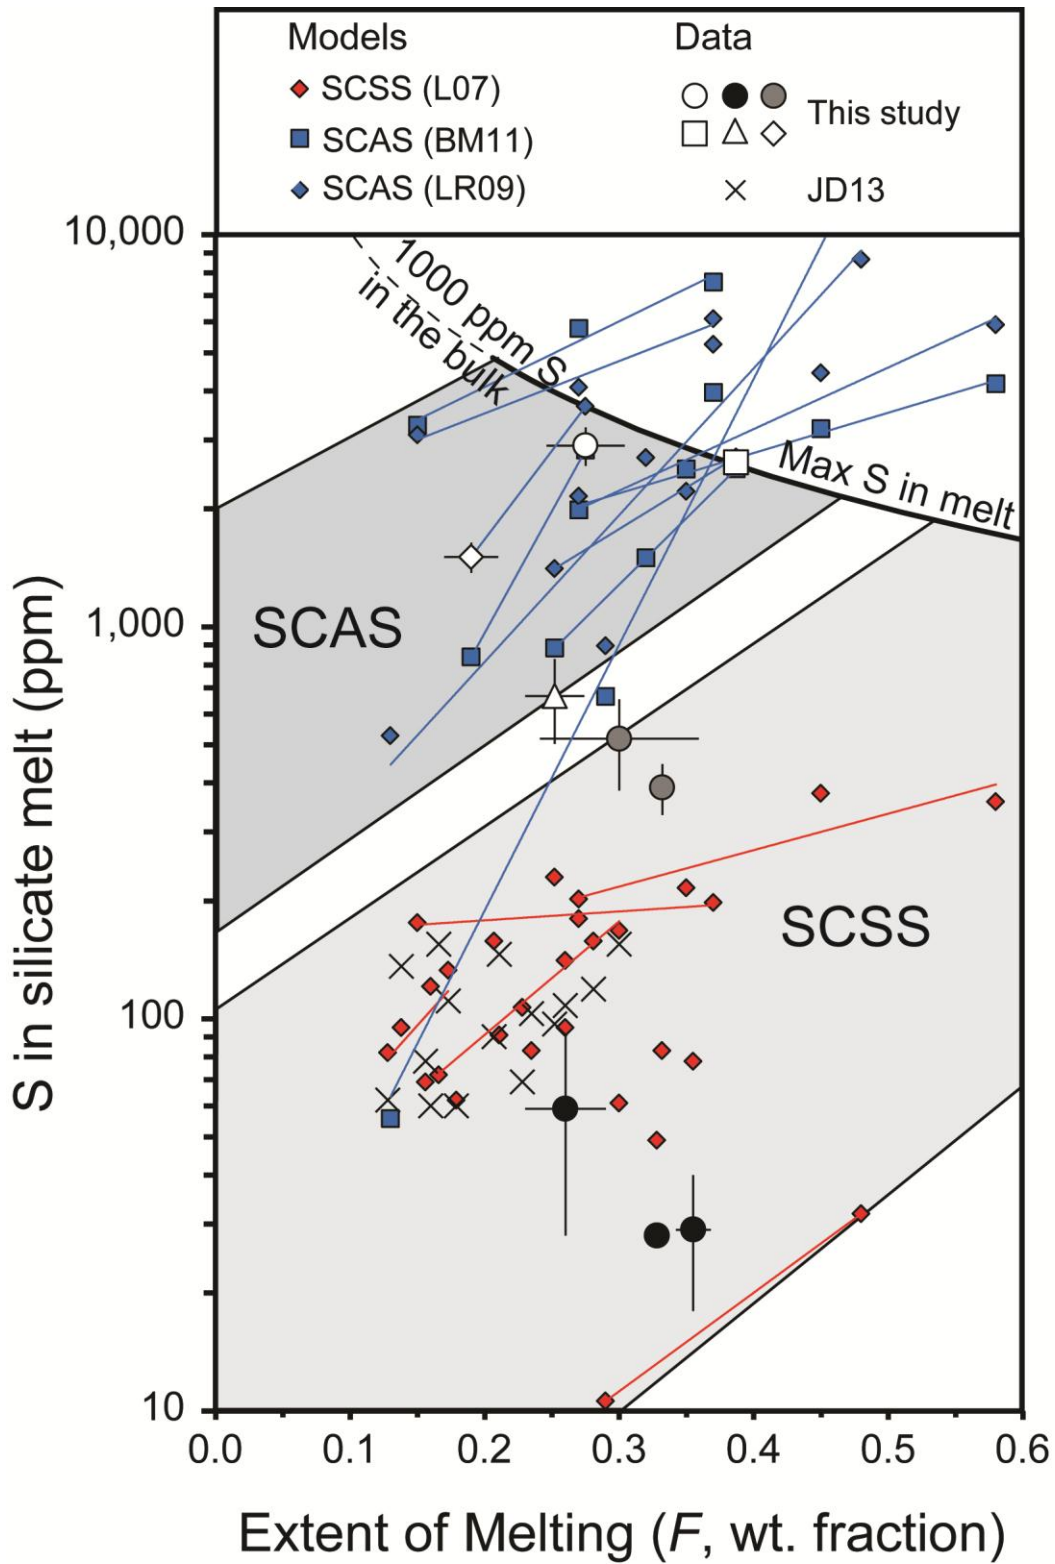 Models
Data
SCSS (L07)
SCAS (BM11)
This study
SCAS (LR09)
JD13
10,000
1000 ppm S
in the bulk
Max S in melt
SCAS
1,000
SCSS
100
10
0.0 0.1 0.2 0.3 0.4 0.5 0.6
S in silicate melt (ppm)
Extent of Melting (F, wt. fraction)